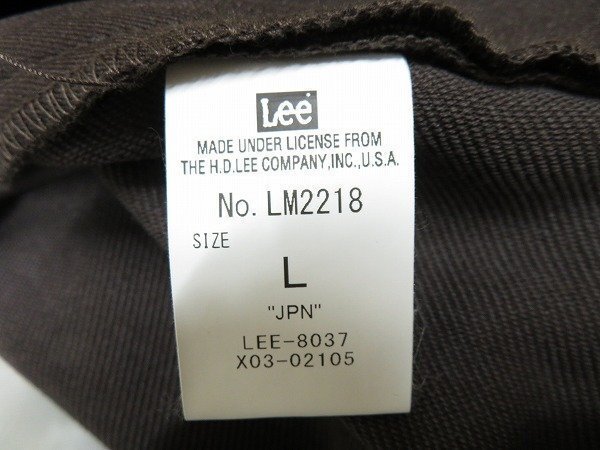 Lee
MADE UNDER LICENSE FROM
THE H.D.LEE COMPANY,INC.,U.S.A.
No. LM2218
SIZE
L
"JPN"
LEE-8037
X03-02105